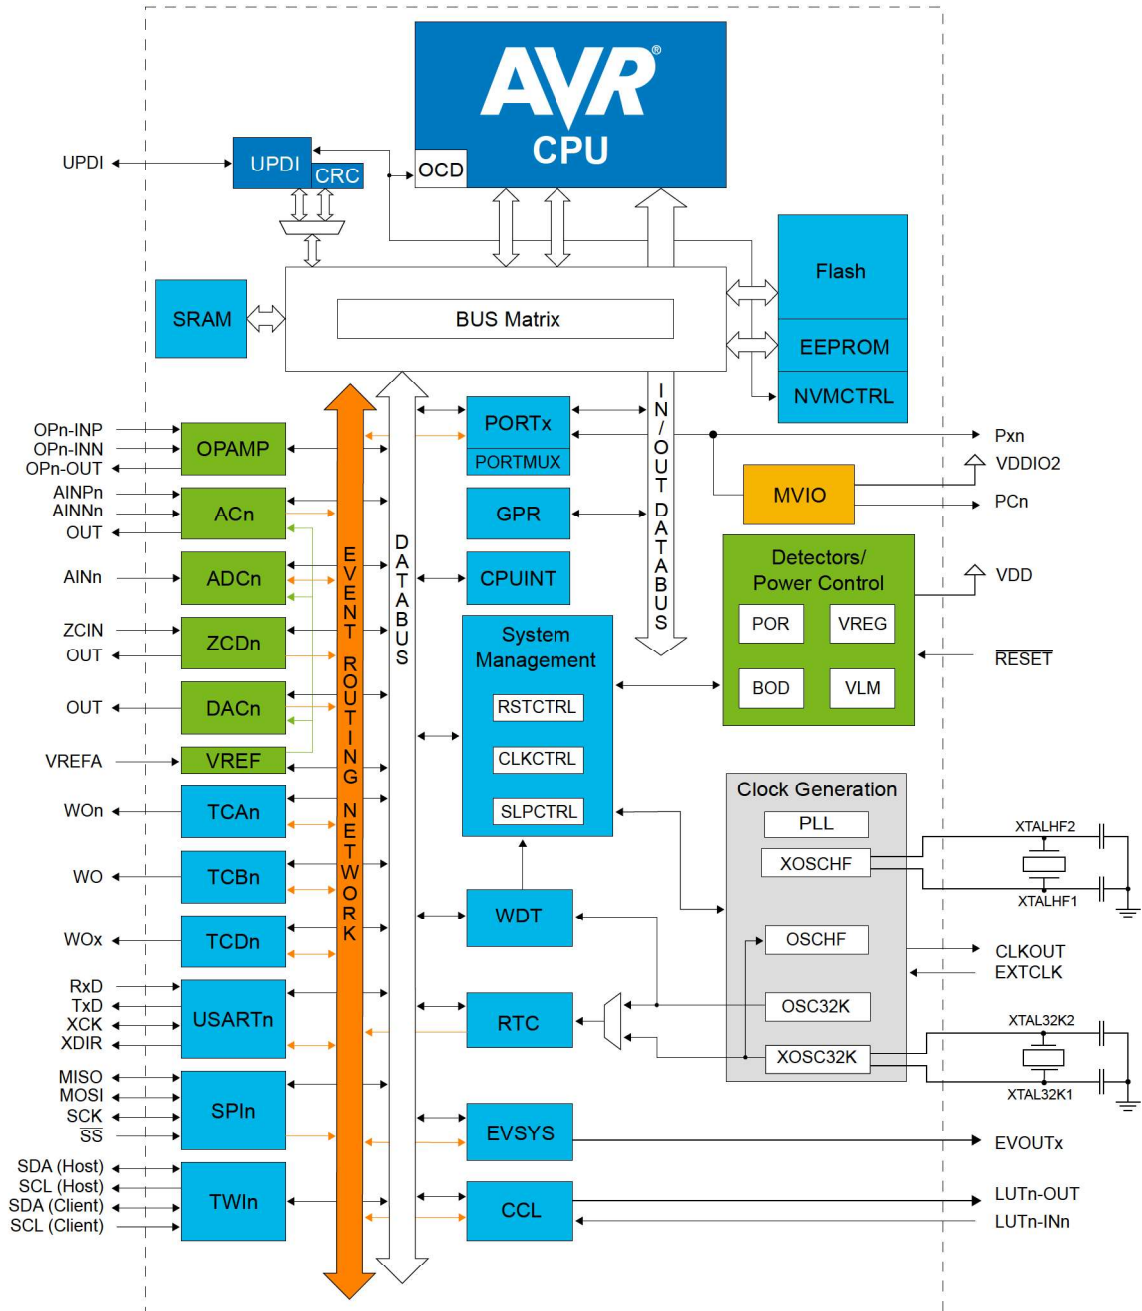 AVR®
CPU
OCD
UPDI
UPDI
CRC
Flash
SRAM
BUS Matrix
EEPROM
NVMCTRL
OPn-INP
OPn-INN
OPn-OUT
OPAMP
PORTx
PORTMUX
Pxn
VDDIO2
MVIO
PCn
AINPn
AINNn
OUT
ACn
GPR
AINn
ADCn
CPUINT
Detectors/
Power Control
VDD
POR
VREG
BOD
VLM
RESET
ZCIN
OUT
ZCDn
System
Management
RSTCTRL
CLKCTRL
SLPCTRL
OUT
DACn
VREFA
VREF
EVENT ROUTING NETWORK
DATABUS
IN/OUT DATABUS
WOn
TCAn
Clock Generation
PLL
XOSCHF
XTALHF2
XTALHF1
WO
TCBn
WDT
WOx
TCDn
OSCHF
CLKOUT
EXTCLK
RxD
TxD
XCK
XDIR
USARTn
RTC
OSC32K
XOSC32K
XTAL32K2
XTAL32K1
MISO
MOSI
SCK
SS
SPIn
EVSYS
EVOUTx
SDA (Host)
SCL (Host)
SDA (Client)
SCL (Client)
TWIn
CCL
LUTn-OUT
LUTn-INn